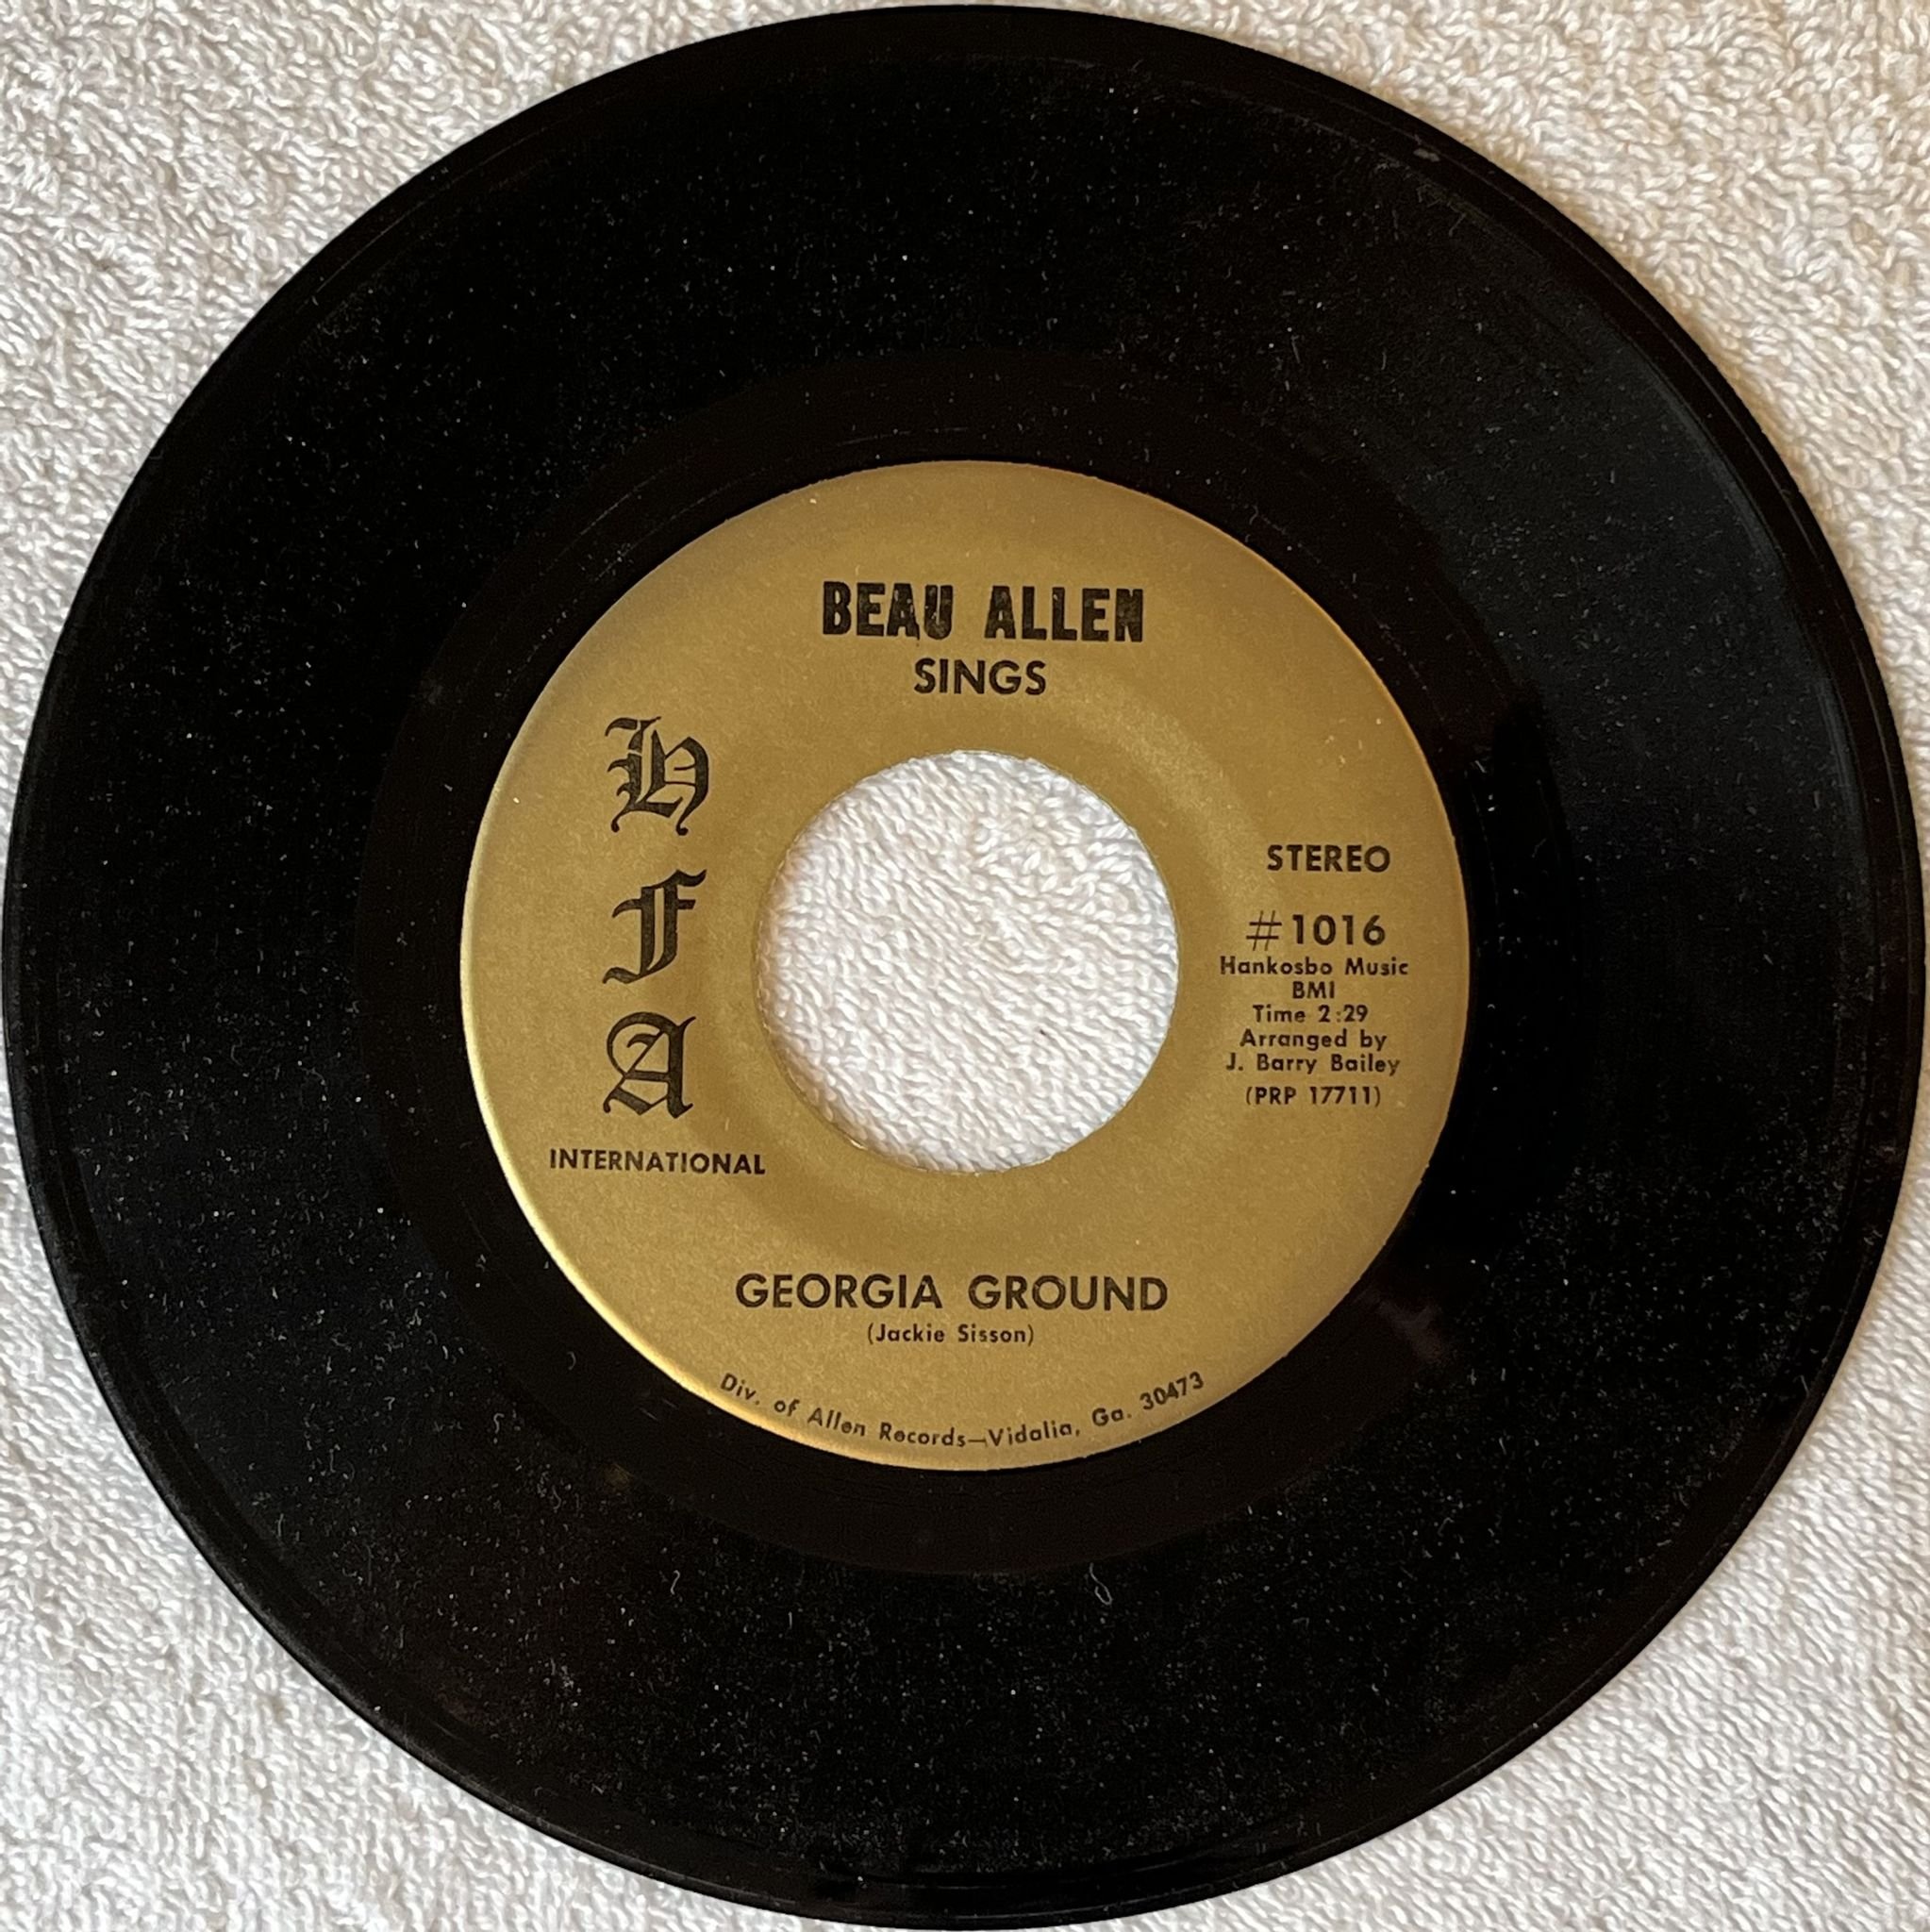 BEAU ALLEN
SINGS
H
F
A
INTERNATIONAL
STEREO
#1016
Hankosbo Music
BMI
Time 2:29
Arranged by
J. Barry Bailey
(PRP 17711)
GEORGIA GROUND
(Jackie Sisson)
Div. of Allen Records—Vidalia, Ga. 30473